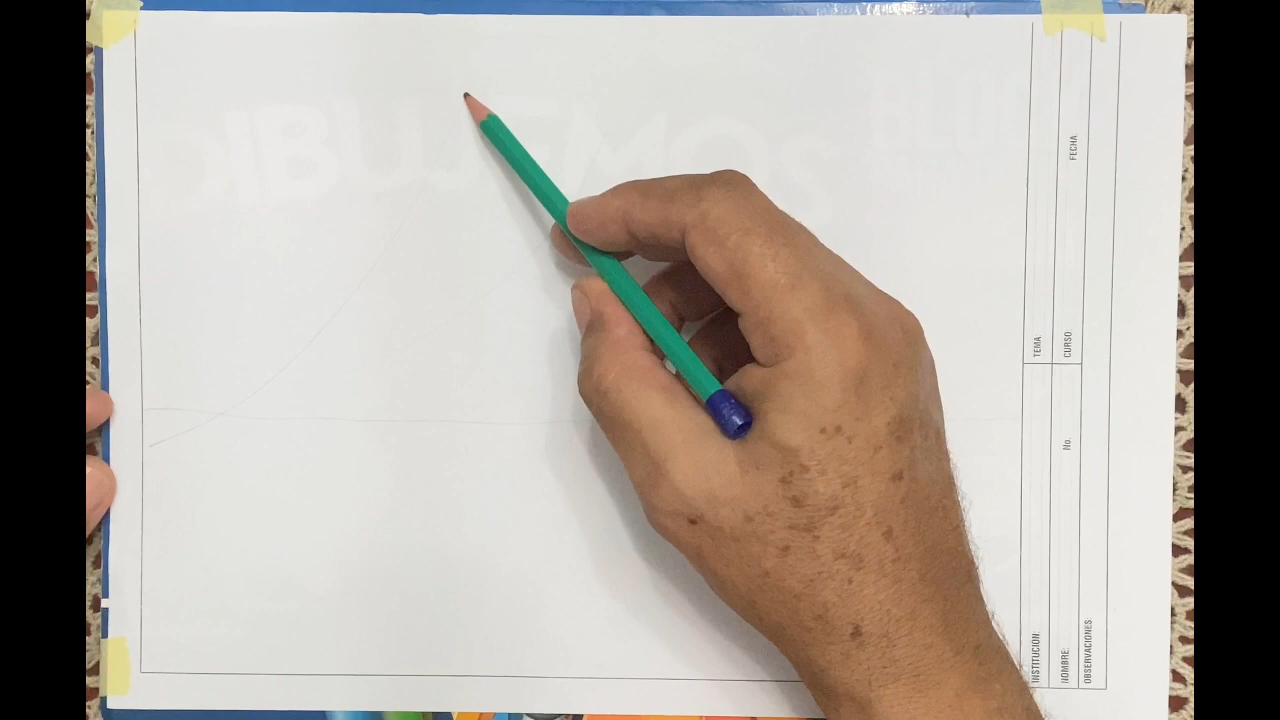 TEMA:
FECHA:
CURSO:
No.
INSTITUCION:
NOMBRE:
OBSERVACIONES: